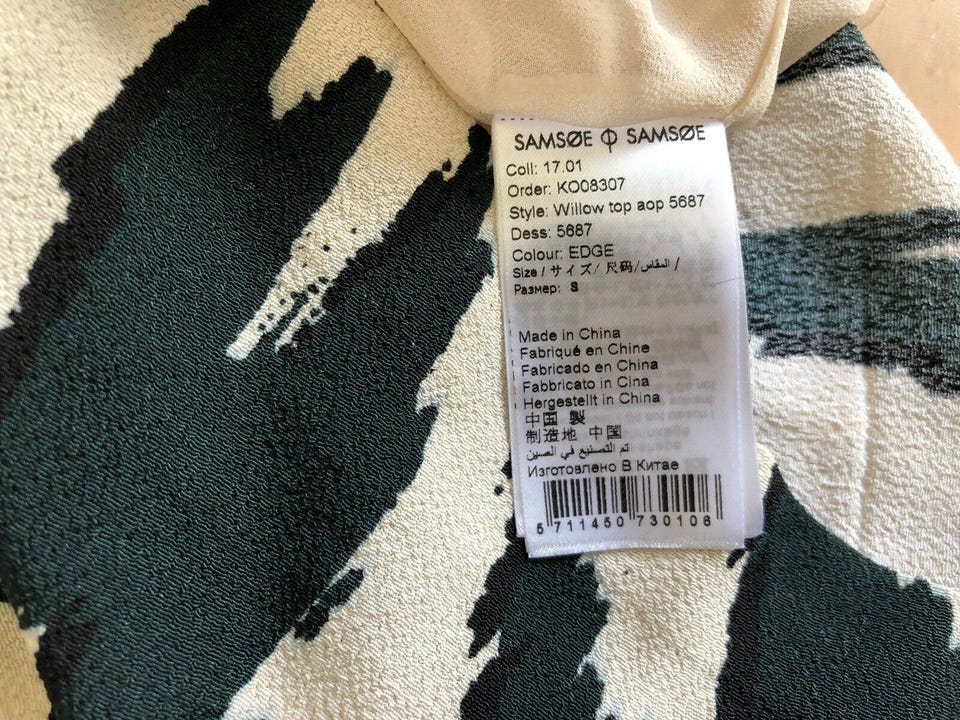 SAMSØE SAMSØE
Coll: 17.01
Order: KO08307
Style: Willow top aop 5687
Dess: 5687
Colour: EDGE
Size / サイズ / 尺码 / المقاس /
Размер: S
Made in China
Fabriqué en Chine
Fabricado en China
Fabbricato in Cina
Hergestellt in China
中国 製
制造地 中国
تم التصنيع في الصين
Изготовлено В Китае
5 711450 730106